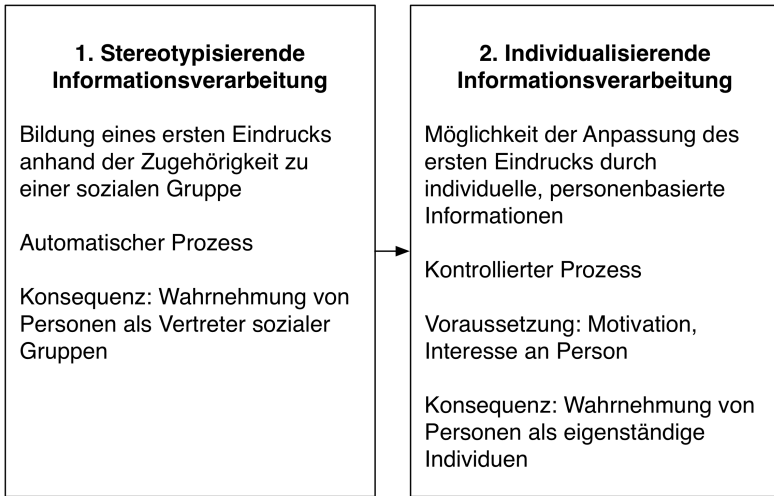 1. Stereotypisierende
Informationsverarbeitung
Bildung eines ersten Eindrucks
anhand der Zugehörigkeit zu
einer sozialen Gruppe
Automatischer Prozess
Konsequenz: Wahrnehmung von
Personen als Vertreter sozialer
Gruppen
2. Individualisierende
Informationsverarbeitung
Möglichkeit der Anpassung des
ersten Eindrucks durch
individuelle, personenbasierte
Informationen
Kontrollierter Prozess
Voraussetzung: Motivation,
Interesse an Person
Konsequenz: Wahrnehmung von
Personen als eigenständige
Individuen